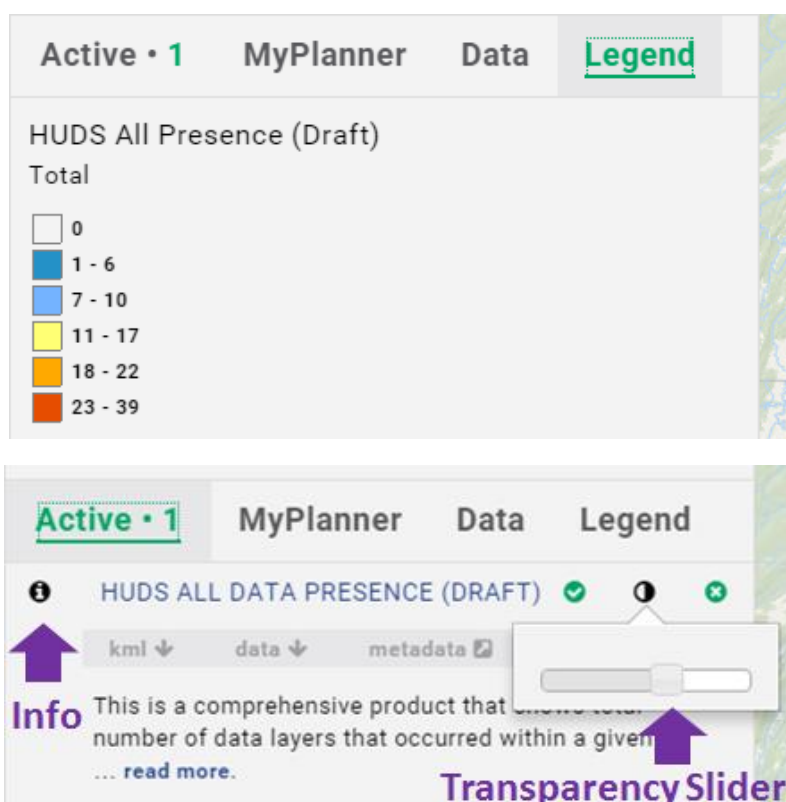 Active • 1 MyPlanner Data Legend
HUDS All Presence (Draft)
Total
0
1 - 6
7 - 10
11 - 17
18 - 22
23 - 39
Active • 1 MyPlanner Data Legend
HUDS ALL DATA PRESENCE (DRAFT)
kml data metadata
Info
This is a comprehensive product that
number of data layers that occurred within a given
... read more.
Transparency Slider